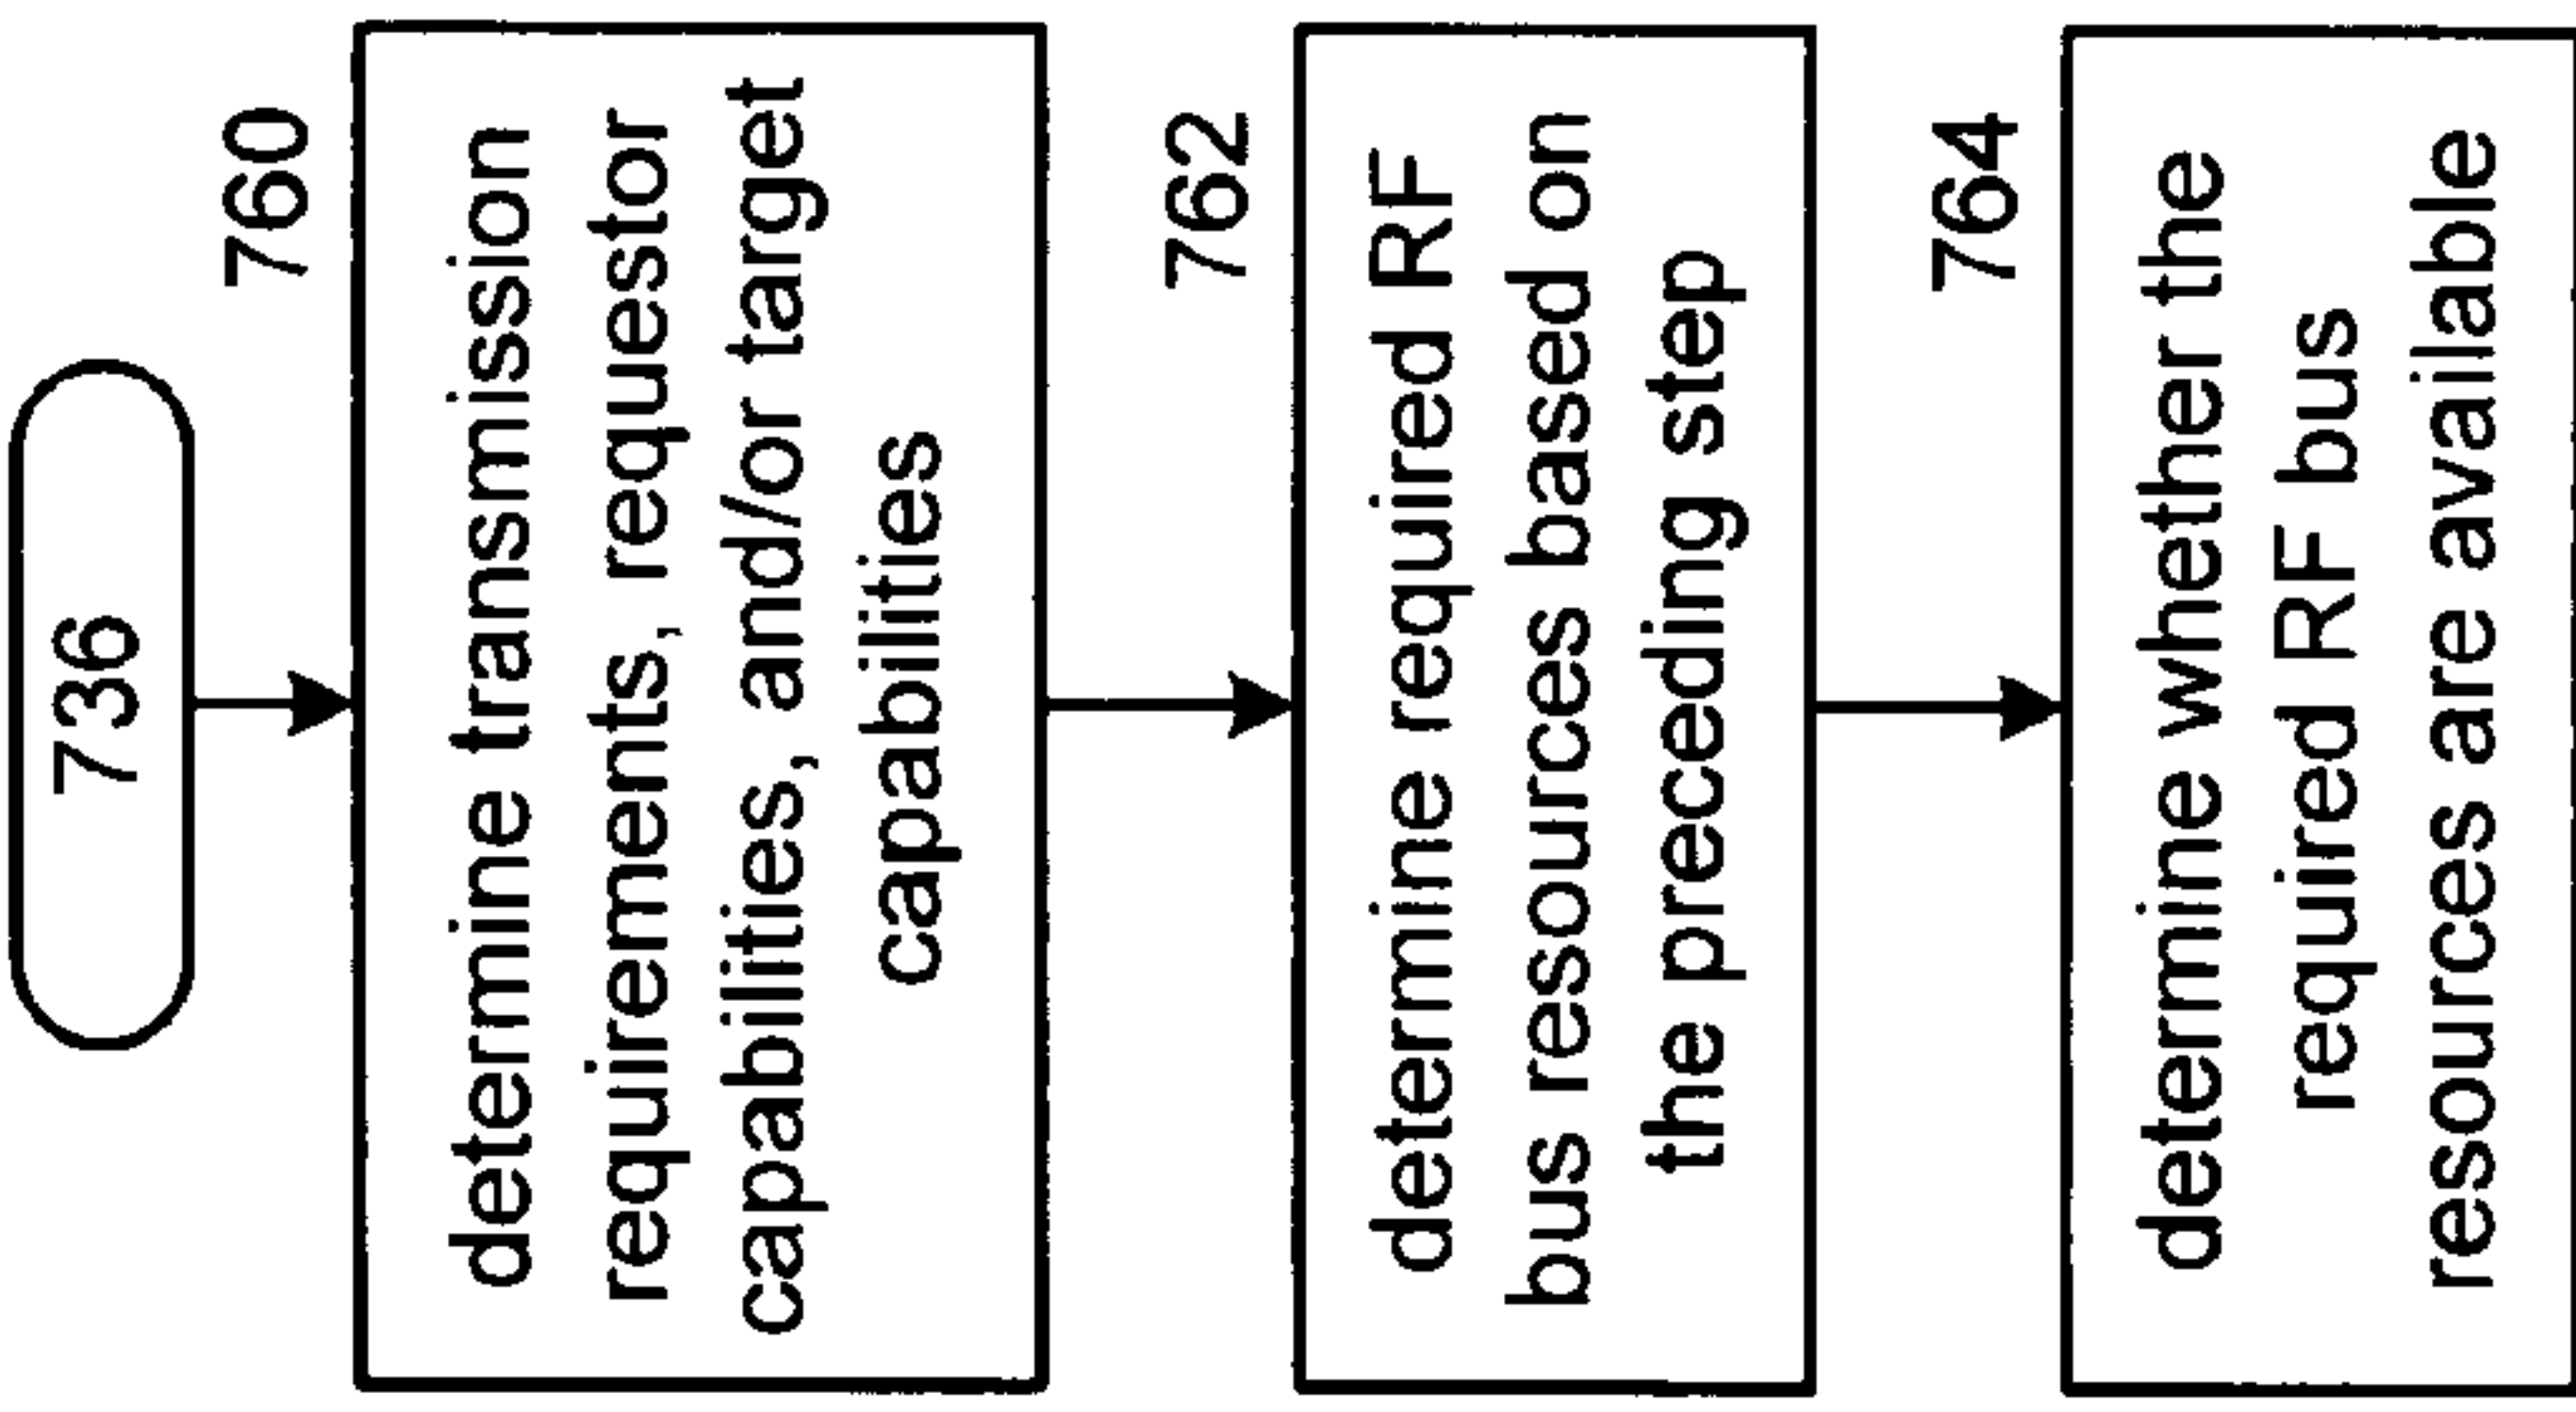 736
760
determine transmission
requirements, requestor
capabilities, and/or target
capabilities
762
determine required RF
bus resources based on
the preceding step
764
determine whether the
required RF bus
resources are available